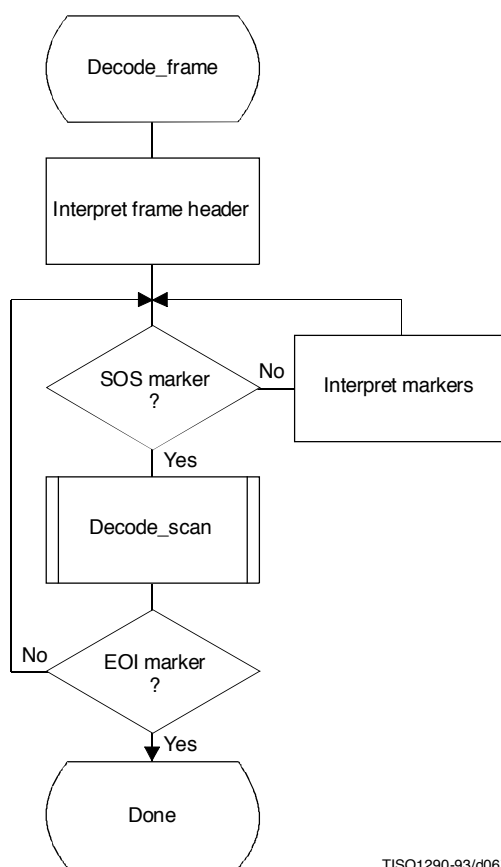 Decode_frame
Interpret frame header
SOS marker
?
No
Interpret markers
Yes
Decode_scan
No
EOI marker
?
Yes
Done
TISO1290-93/d06